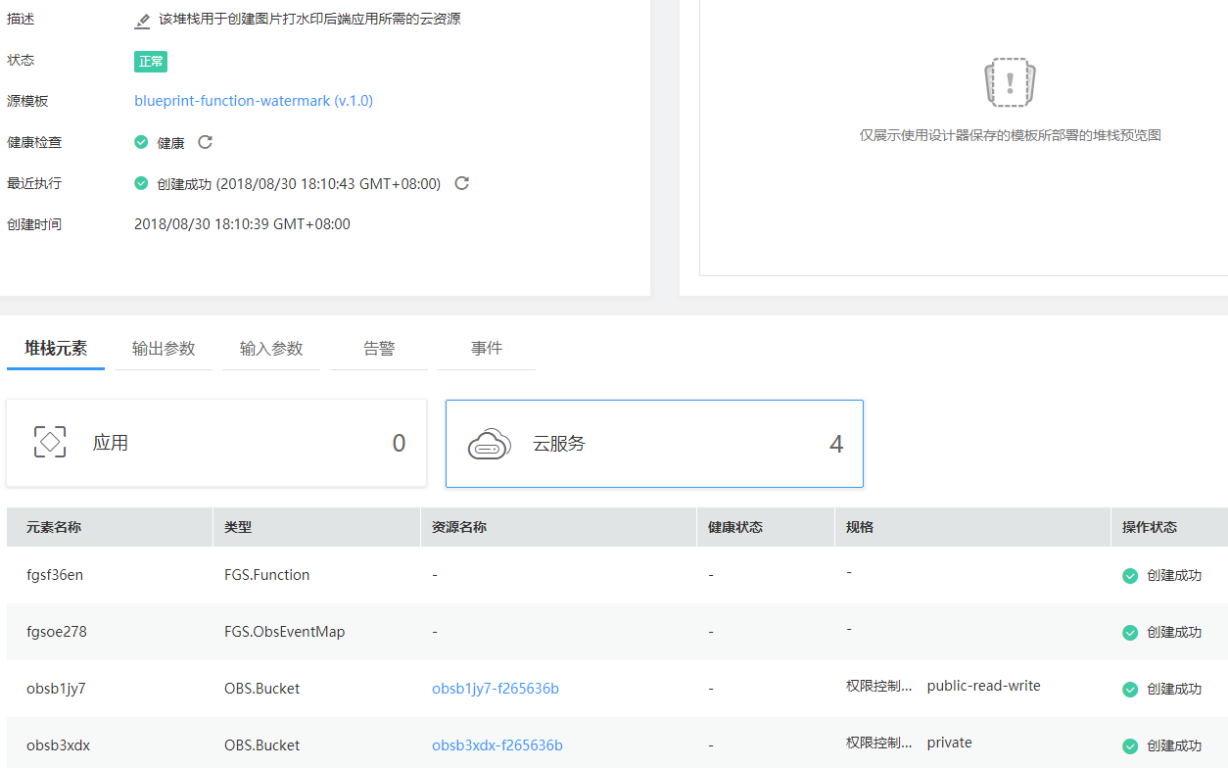 描述 该堆栈用于创建图片打水印后端应用所需的云资源
状态 正常
源模板 blueprint-function-watermark (v.1.0)
健康检查 健康
最近执行 创建成功 (2018/08/30 18:10:43 GMT+08:00)
创建时间 2018/08/30 18:10:39 GMT+08:00
仅展示使用设计器保存的模板所部署的堆栈预览图
堆栈元素 输出参数 输入参数 告警 事件
应用 0 云服务 4
元素名称 类型 资源名称 健康状态 规格 操作状态
fgsf36en FGS.Function - - - 创建成功
fgsoe278 FGS.ObsEventMap - - - 创建成功
obsb1jy7 OBS.Bucket obsb1jy7-f265636b - 权限控制... public-read-write 创建成功
obsb3xdx OBS.Bucket obsb3xdx-f265636b - 权限控制... private 创建成功